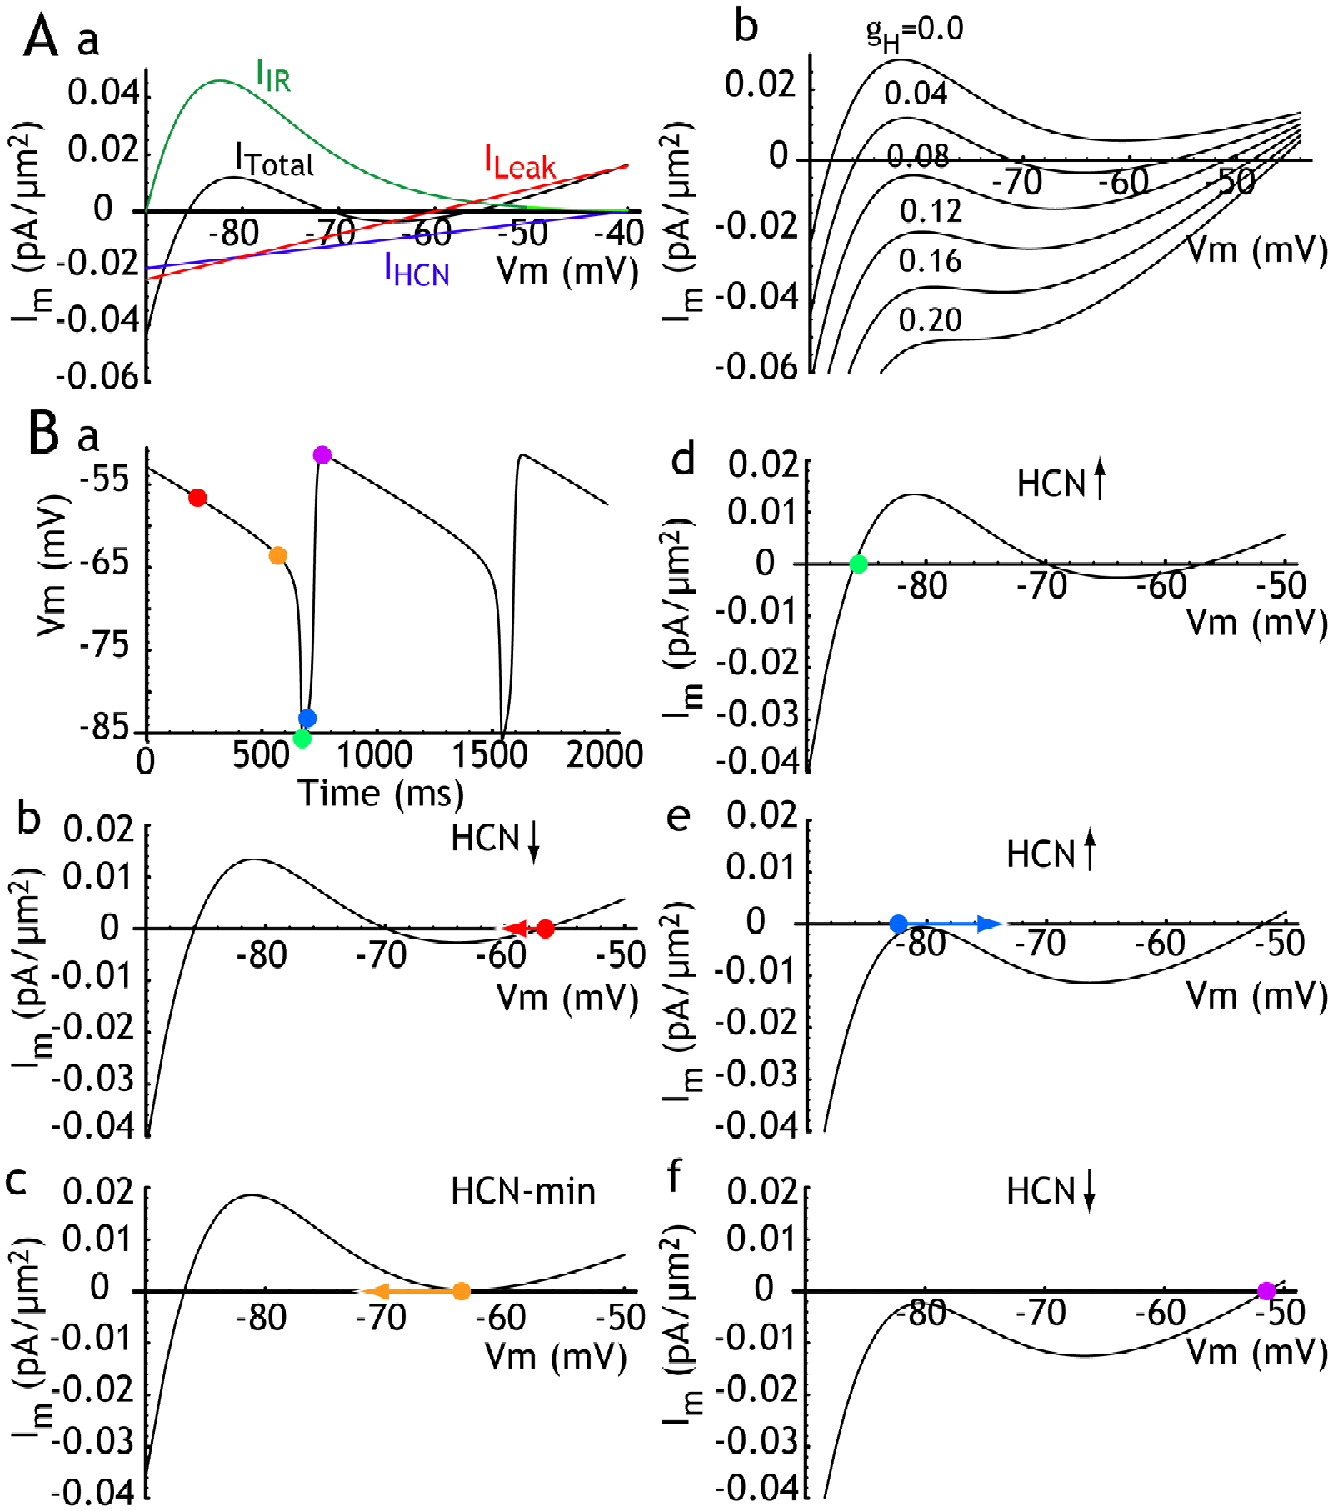 A a
0.04
0.02
0
-0.02
-0.04
-0.06
I_m (pA/μm²)
I_IR
I_Total
I_Leak
I_HCN
-80 -70 -60 -50 -40
Vm (mV)
b
g_H=0.0
0.04
0.08
0.12
0.16
0.20
0.02
0
-0.02
-0.04
-0.06
I_m (pA/μm²)
-70 -60 -50
Vm (mV)
B a
-55
-65
-75
-85
Vm (mV)
0 500 1000 1500 2000
Time (ms)
b
HCN↓
0.02
0.01
0
-0.01
-0.02
-0.03
-0.04
I_m (pA/μm²)
-80 -70 -60 -50
Vm (mV)
c
HCN-min
0.02
0.01
0
-0.01
-0.02
-0.03
-0.04
I_m (pA/μm²)
-80 -70 -60 -50
Vm (mV)
d
HCN↑
0.02
0.01
0
-0.01
-0.02
-0.03
-0.04
I_m (pA/μm²)
-80 -70 -60 -50
Vm (mV)
e
HCN↑
0.02
0.01
0
-0.01
-0.02
-0.03
-0.04
I_m (pA/μm²)
-80 -70 -60 -50
Vm (mV)
f
HCN↓
0.02
0.01
0
-0.01
-0.02
-0.03
-0.04
I_m (pA/μm²)
-80 -70 -60 -50
Vm (mV)